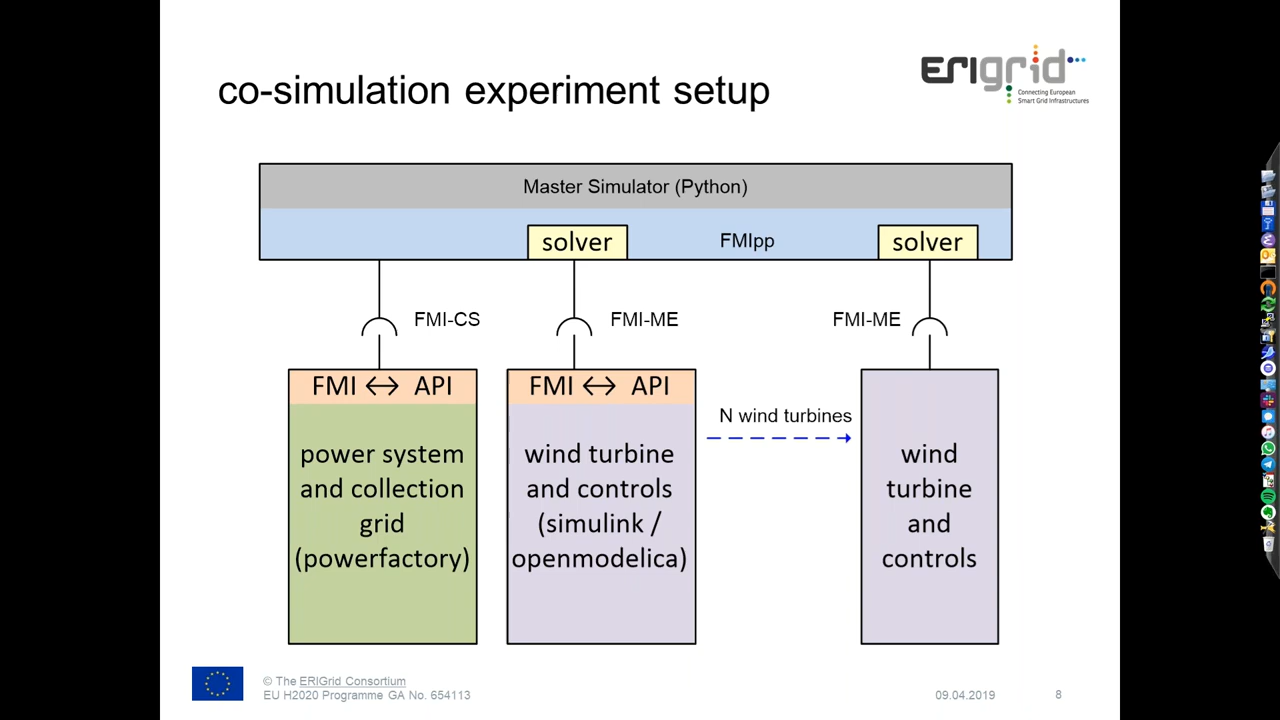 co-simulation experiment setup
ERIgrid
Connecting European
Smart Grid Infrastructures
Master Simulator (Python)
solver
FMIpp
solver
FMI-CS
FMI-ME
FMI-ME
FMI ↔ API
power system
and collection
grid
(powerfactory)
FMI ↔ API
wind turbine
and controls
(simulink /
openmodelica)
N wind turbines
wind
turbine
and
controls
© The ERIGrid Consortium
EU H2020 Programme GA No. 654113
09.04.2019
8